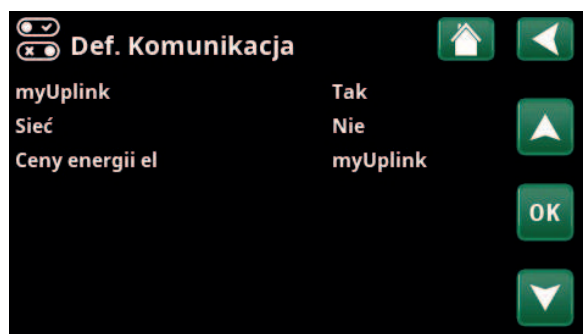 Def. Komunikacja
myUplink Tak
Sieć Nie
Ceny energii el myUplink
OK